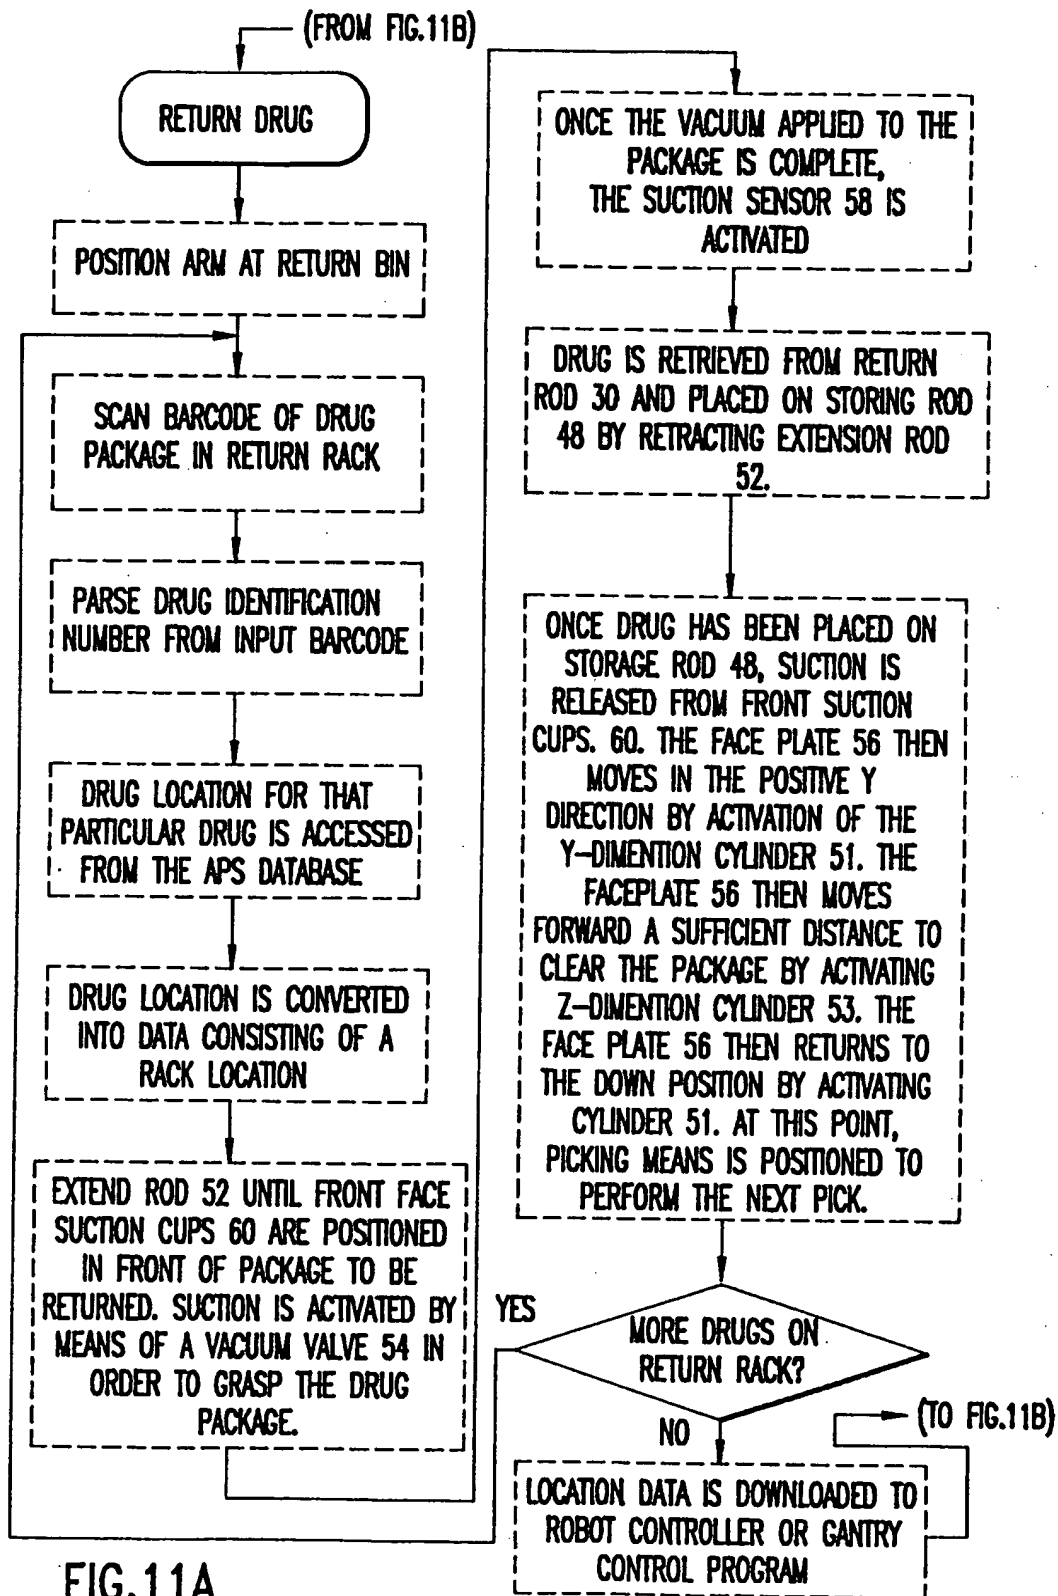 (FROM FIG.11B)
RETURN DRUG
POSITION ARM AT RETURN BIN
SCAN BARCODE OF DRUG
PACKAGE IN RETURN RACK
PARSE DRUG IDENTIFICATION
NUMBER FROM INPUT BARCODE
DRUG LOCATION FOR THAT
PARTICULAR DRUG IS ACCESSED
FROM THE APS DATABASE
DRUG LOCATION IS CONVERTED
INTO DATA CONSISTING OF A
RACK LOCATION
EXTEND ROD 52 UNTIL FRONT FACE
SUCTION CUPS 60 ARE POSITIONED
IN FRONT OF PACKAGE TO BE
RETURNED. SUCTION IS ACTIVATED BY
MEANS OF A VACUUM VALVE 54 IN
ORDER TO GRASP THE DRUG
PACKAGE.
ONCE THE VACUUM APPLIED TO THE
PACKAGE IS COMPLETE,
THE SUCTION SENSOR 58 IS
ACTIVATED
DRUG IS RETRIEVED FROM RETURN
ROD 30 AND PLACED ON STORING ROD
48 BY RETRACTING EXTENSION ROD
52.
ONCE DRUG HAS BEEN PLACED ON
STORAGE ROD 48, SUCTION IS
RELEASED FROM FRONT SUCTION
CUPS. 60. THE FACE PLATE 56 THEN
MOVES IN THE POSITIVE Y
DIRECTION BY ACTIVATION OF THE
Y-DIMENTION CYLINDER 51. THE
FACEPLATE 56 THEN MOVES
FORWARD A SUFFICIENT DISTANCE TO
CLEAR THE PACKAGE BY ACTIVATING
Z-DIMENTION CYLINDER 53. THE
FACE PLATE 56 THEN RETURNS TO
THE DOWN POSITION BY ACTIVATING
CYLINDER 51. AT THIS POINT,
PICKING MEANS IS POSITIONED TO
PERFORM THE NEXT PICK.
YES
MORE DRUGS ON
RETURN RACK?
NO
(TO FIG.11B)
LOCATION DATA IS DOWNLOADED TO
ROBOT CONTROLLER OR GANTRY
CONTROL PROGRAM
FIG.11A